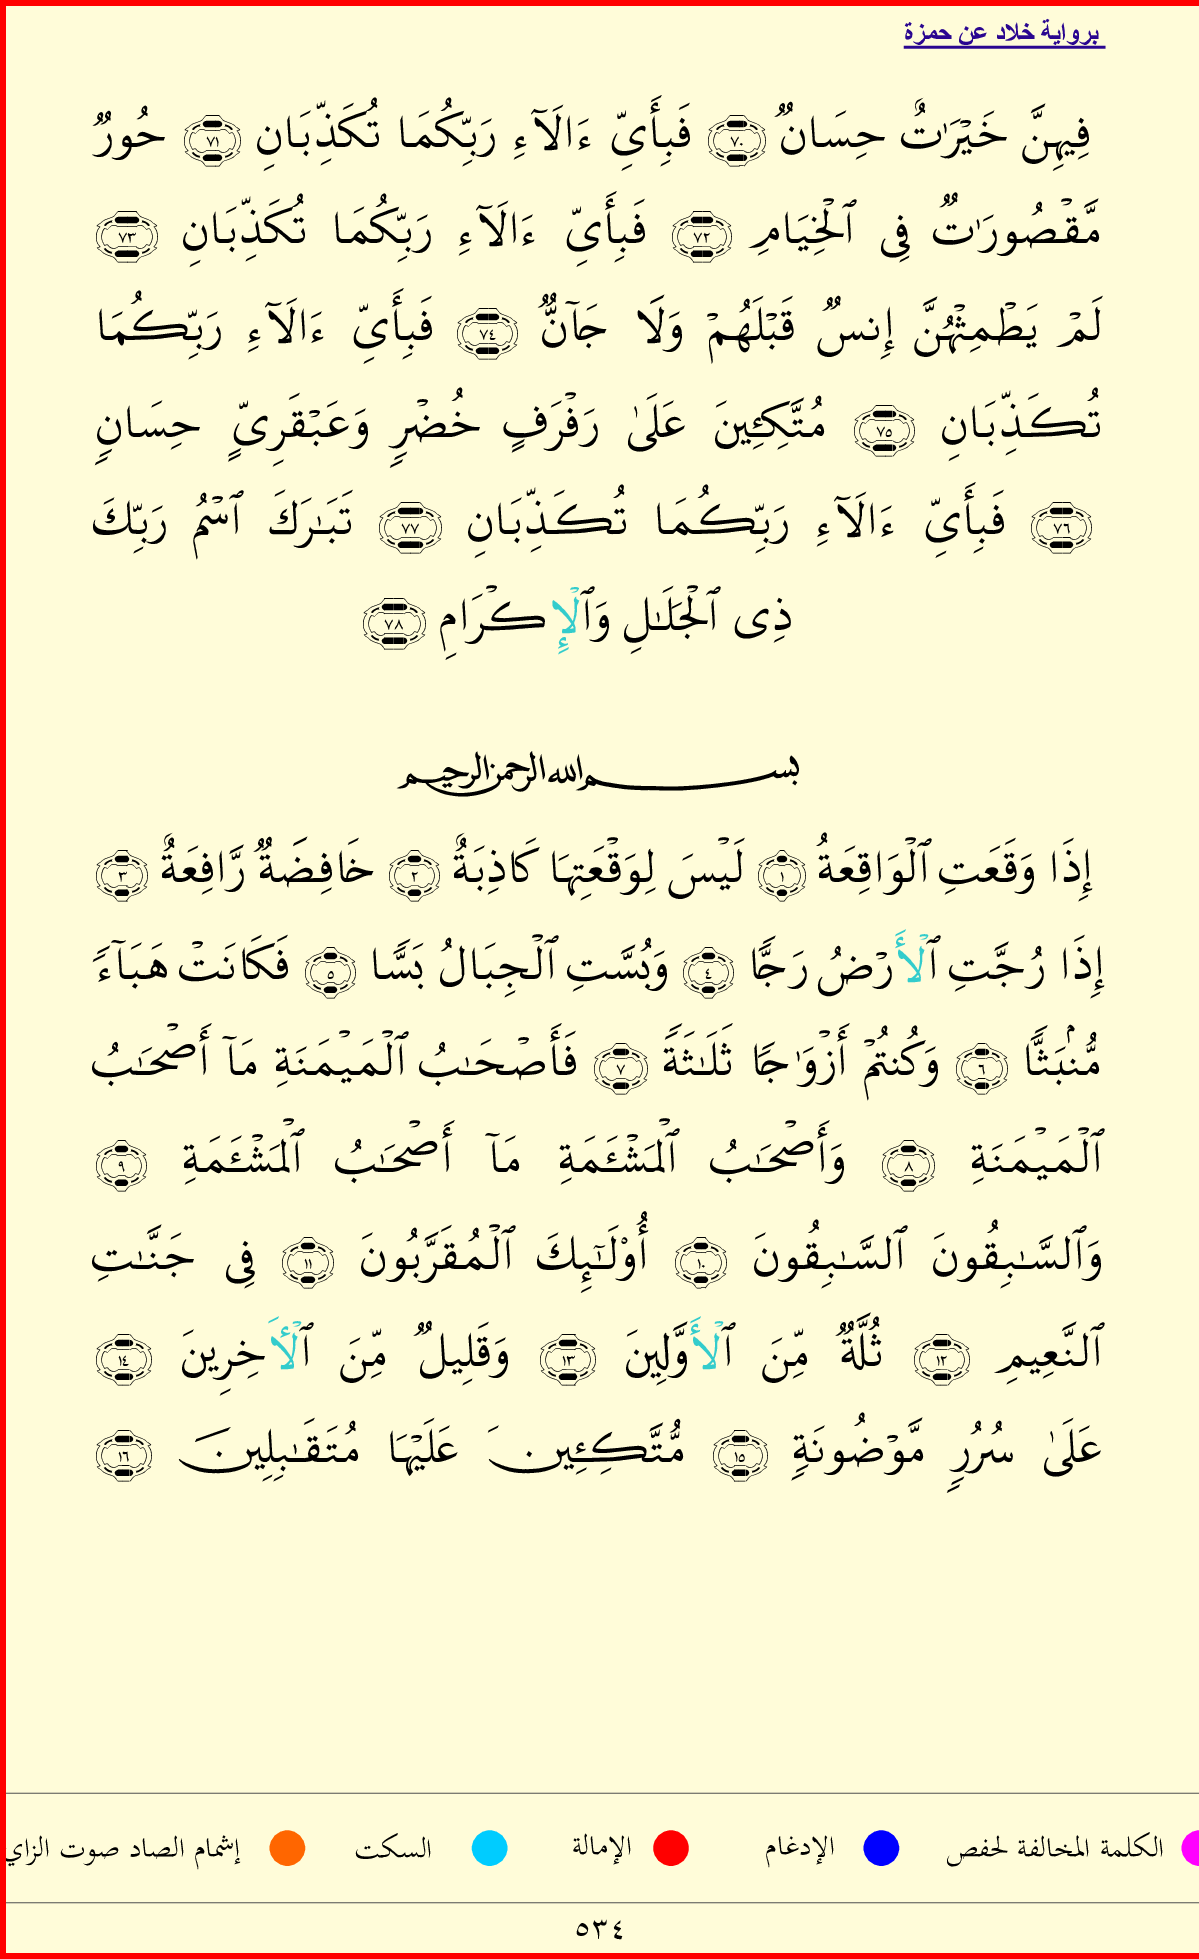 برواية خلاد عن حمزة
فِيهِنَّ خَيْرَٰتٌ حِسَانٌ ٧٠ فَبِأَيِّ ءَالَآءِ رَبِّكُمَا تُكَذِّبَانِ ٧١ حُورٌ
مَّقْصُورَٰتٌ فِى ٱلْخِيَامِ ٧٢ فَبِأَيِّ ءَالَآءِ رَبِّكُمَا تُكَذِّبَانِ ٧٣
لَمْ يَطْمِثْهُنَّ إِنسٌ قَبْلَهُمْ وَلَا جَآنٌّ ٧٤ فَبِأَيِّ ءَالَآءِ رَبِّكُمَا
تُكَذِّبَانِ ٧٥ مُتَّكِـِٔينَ عَلَىٰ رَفْرَفٍ خُضْرٍ وَعَبْقَرِىٍّ حِسَانٍ
٧٦ فَبِأَيِّ ءَالَآءِ رَبِّكُمَا تُكَذِّبَانِ ٧٧ تَبَـٰرَكَ ٱسْمُ رَبِّكَ
ذِى ٱلْجَلَـٰلِ وَٱلْإِكْرَامِ ٧٨
بسم الله الرحمن الرحيم
إِذَا وَقَعَتِ ٱلْوَاقِعَةُ ١ لَيْسَ لِوَقْعَتِهَا كَاذِبَةٌ ٢ خَافِضَةٌ رَّافِعَةٌ ٣
إِذَا رُجَّتِ ٱلْأَرْضُ رَجًّا ٤ وَبُسَّتِ ٱلْجِبَالُ بَسًّا ٥ فَكَانَتْ هَبَآءً
مُّنۢبَثًّا ٦ وَكُنتُمْ أَزْوَٰجًا ثَلَـٰثَةً ٧ فَأَصْحَـٰبُ ٱلْمَيْمَنَةِ مَآ أَصْحَـٰبُ
ٱلْمَيْمَنَةِ ٨ وَأَصْحَـٰبُ ٱلْمَشْـَٔمَةِ مَآ أَصْحَـٰبُ ٱلْمَشْـَٔمَةِ ٩
وَٱلسَّـٰبِقُونَ ٱلسَّـٰبِقُونَ ١٠ أُوْلَـٰٓئِكَ ٱلْمُقَرَّبُونَ ١١ فِى جَنَّـٰتِ
ٱلنَّعِيمِ ١٢ ثُلَّةٌ مِّنَ ٱلْأَوَّلِينَ ١٣ وَقَلِيلٌ مِّنَ ٱلْأَخِرِينَ ١٤
عَلَىٰ سُرُرٍ مَّوْضُونَةٍ ١٥ مُّتَّكِـِٔينَ عَلَيْهَا مُتَقَـٰبِلِينَ ١٦
الكلمة المخالفة لحفص الإدغام الإمالة السكت إشمام الصاد صوت الزاي
٥٣٤